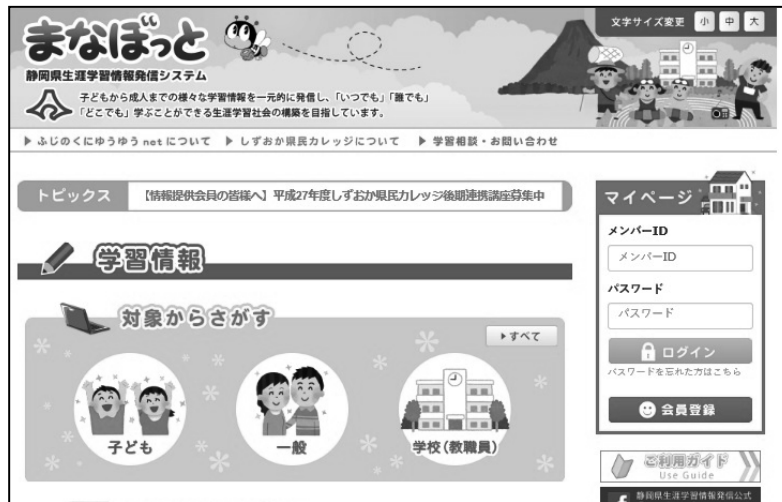 まなぼっと
静岡県生涯学習情報発信システム
子どもから成人までの様々な学習情報を一元的に発信し、「いつでも」「誰でも」
「どこでも」学ぶことができる生涯学習社会の構築を目指しています。
文字サイズ変更 小 中 大
ふじのくにゆうゆうnetについて しずおか県民カレッジについて 学習相談・お問い合わせ
トピックス 【情報提供会員の皆様へ】平成27年度しずおか県民カレッジ後期連携講座募集中
学習情報
対象からさがす
すべて
子ども
一般
学校(教職員)
マイページ
メンバーID
メンバーID
パスワード
パスワード
ログイン
パスワードを忘れた方はこちら
会員登録
ご利用ガイド
Use Guide
静岡県生涯学習情報発信公式